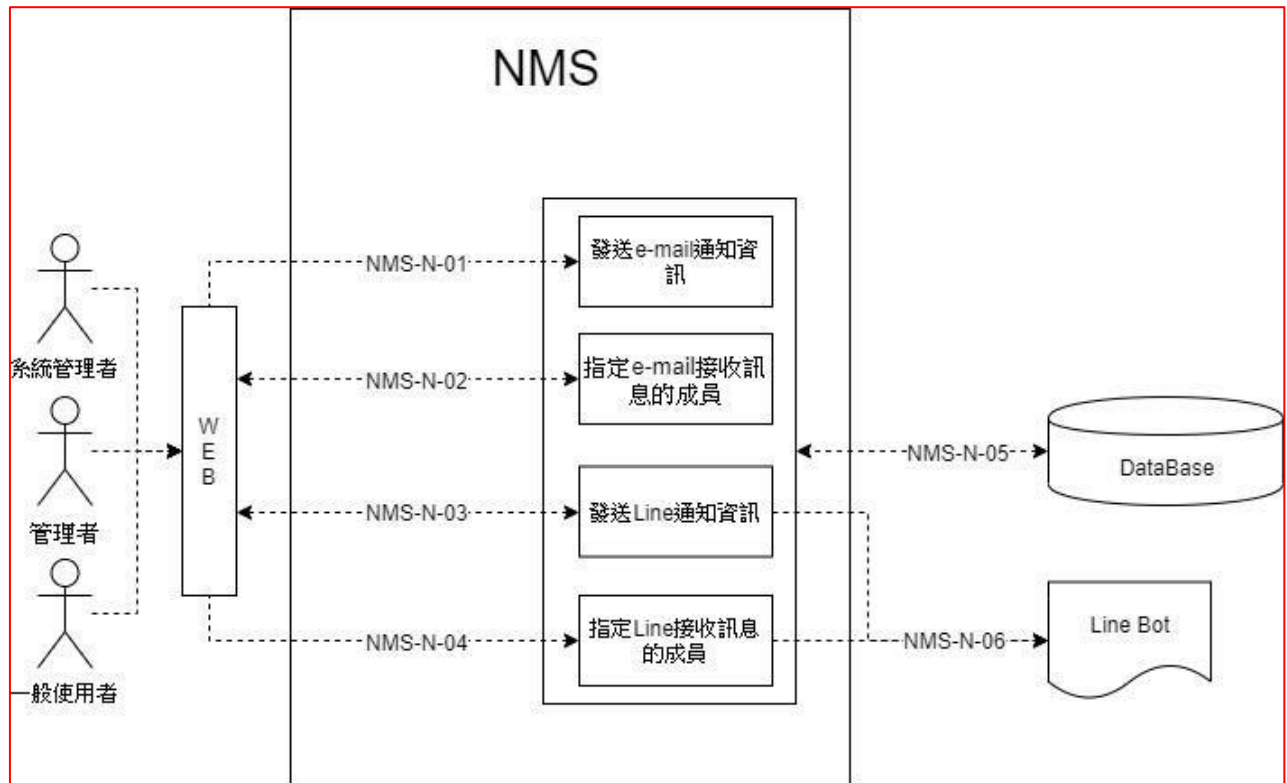 NMS
發送e-mail通知資
訊
NMS-N-01
系統管理者
指定e-mail接收訊
息的成員
NMS-N-02
W
E
B
NMS-N-05
DataBase
管理者
NMS-N-03
發送Line通知資訊
一般使用者
NMS-N-04
指定Line接收訊息
的成員
NMS-N-06
Line Bot